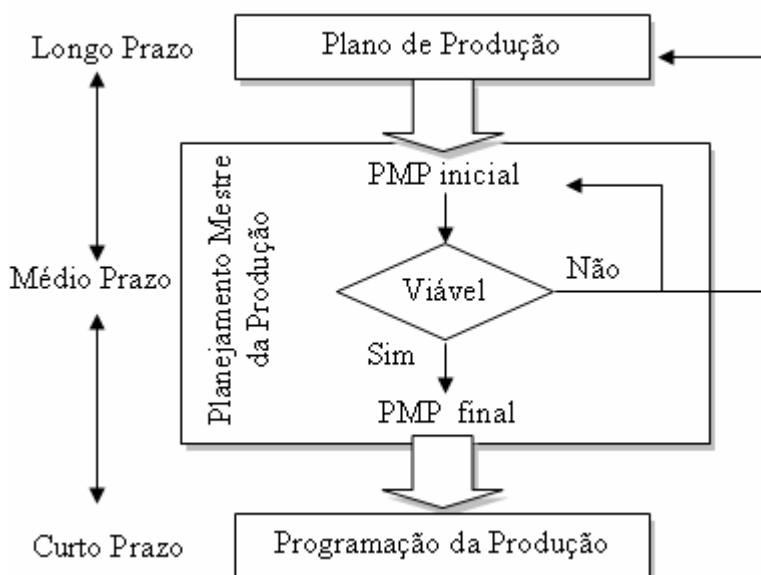 Longo Prazo
Plano de Produção
PMP inicial
Planejamento Mestre
da Produção
Médio Prazo
Viável
Não
Sim
PMP final
Curto Prazo
Programação da Produção